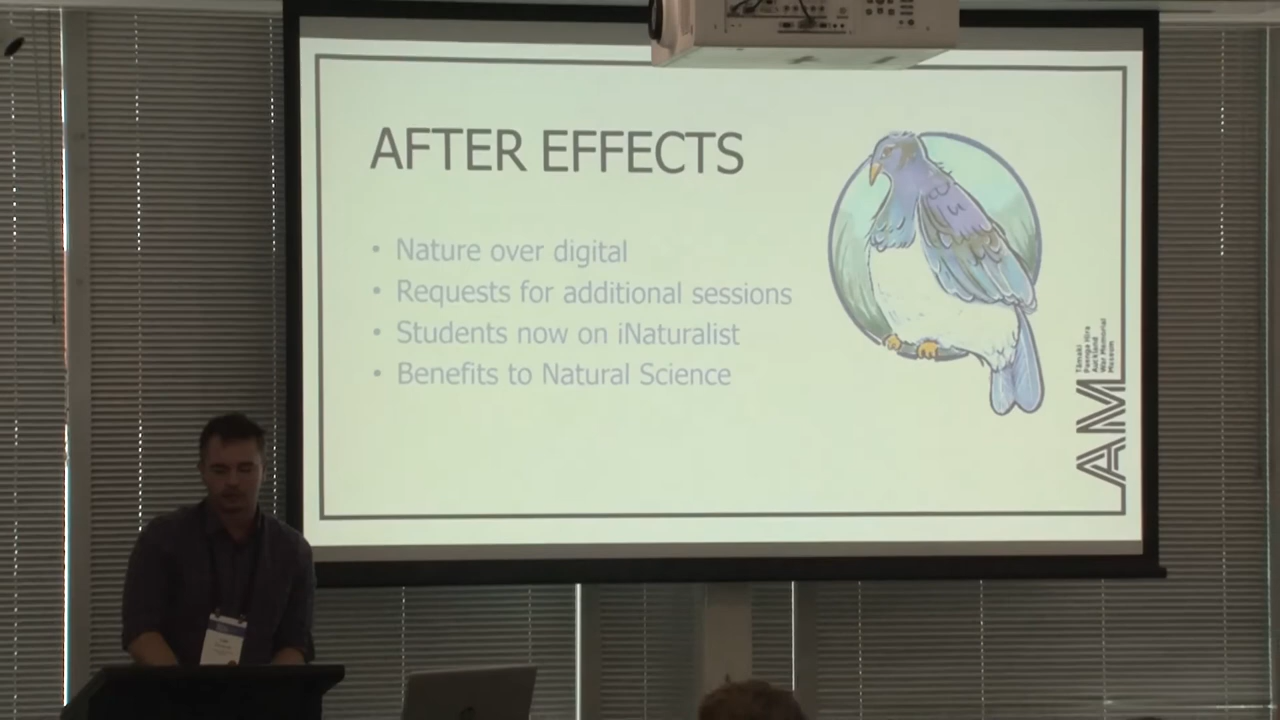 AFTER EFFECTS
• Nature over digital
• Requests for additional sessions
• Students now on iNaturalist
• Benefits to Natural Science
Tāmaki
Paenga Hira
Auckland
War Memorial
Museum
AM